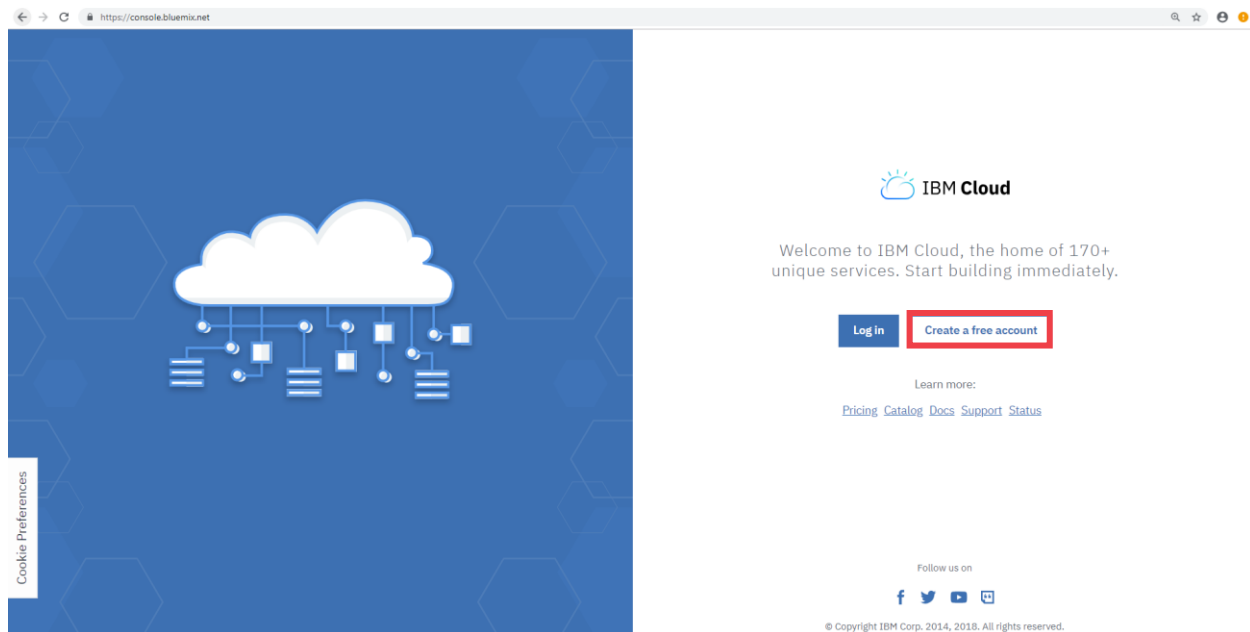 https://console.bluemix.net
IBM Cloud
Welcome to IBM Cloud, the home of 170+
unique services. Start building immediately.
Log in Create a free account
Learn more:
Pricing Catalog Docs Support Status
Cookie Preferences
Follow us on
© Copyright IBM Corp. 2014, 2018. All rights reserved.